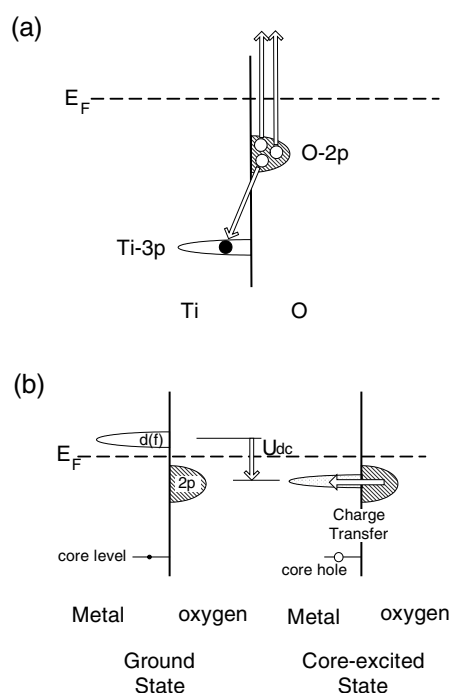 (a)
E_F
O-2p
Ti-3p
Ti O
(b)
d(f)
E_F
Udc
2p
Charge
Transfer
core level
core hole
Metal oxygen Metal oxygen
Ground
State
Core-excited
State